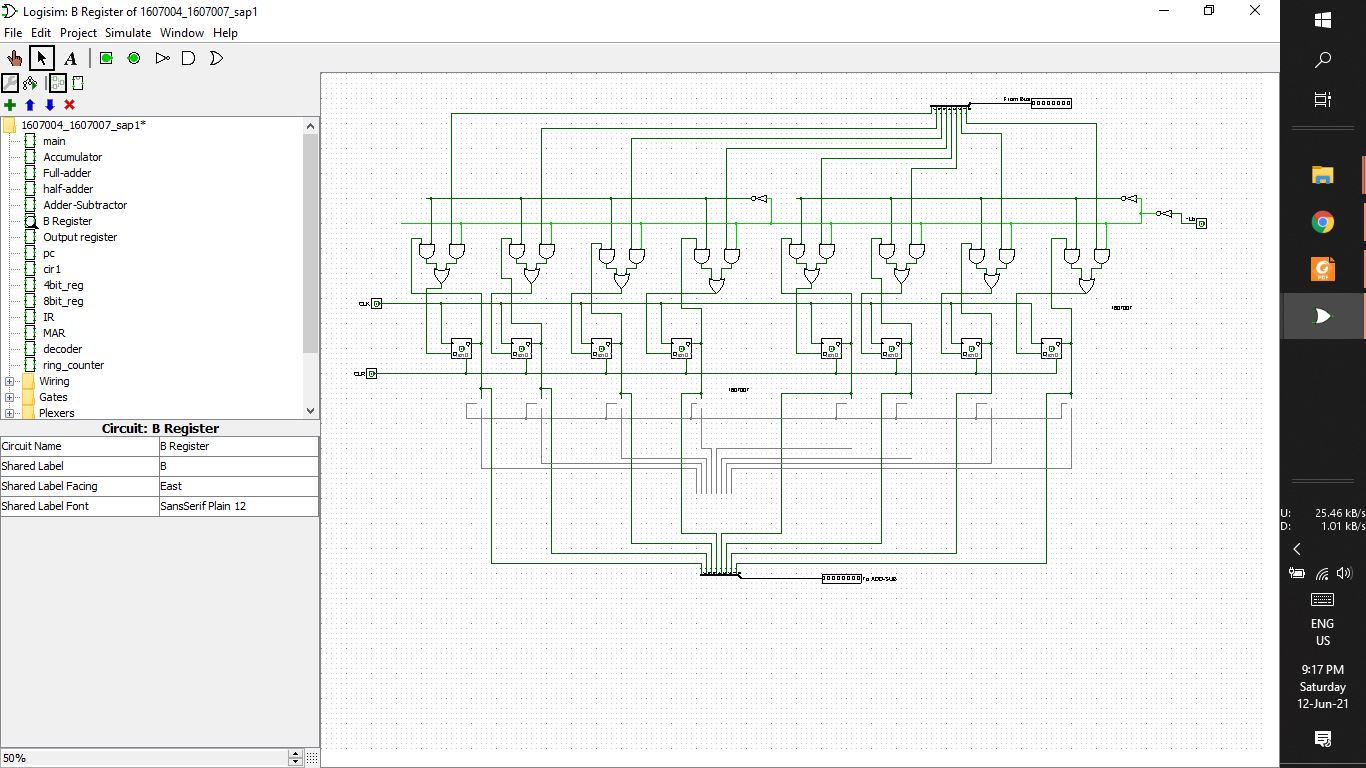 Logisim: B Register of 1607004_1607007_sap1
File Edit Project Simulate Window Help
1607004_1607007_sap1*
main
Accumulator
Full-adder
half-adder
Adder-Subtractor
B Register
Output register
pc
cir1
4bit_reg
8bit_reg
IR
MAR
decoder
ring_counter
Wiring
Gates
Plexers
Circuit: B Register
Circuit Name B Register
Shared Label B
Shared Label Facing East
Shared Label Font SansSerif Plain 12
50%
From Bus
CLK
CLR
1607007
1607007
To ADD-SUB
U: 25.46 kB/s
D: 1.01 kB/s
ENG
US
9:17 PM
Saturday
12-Jun-21